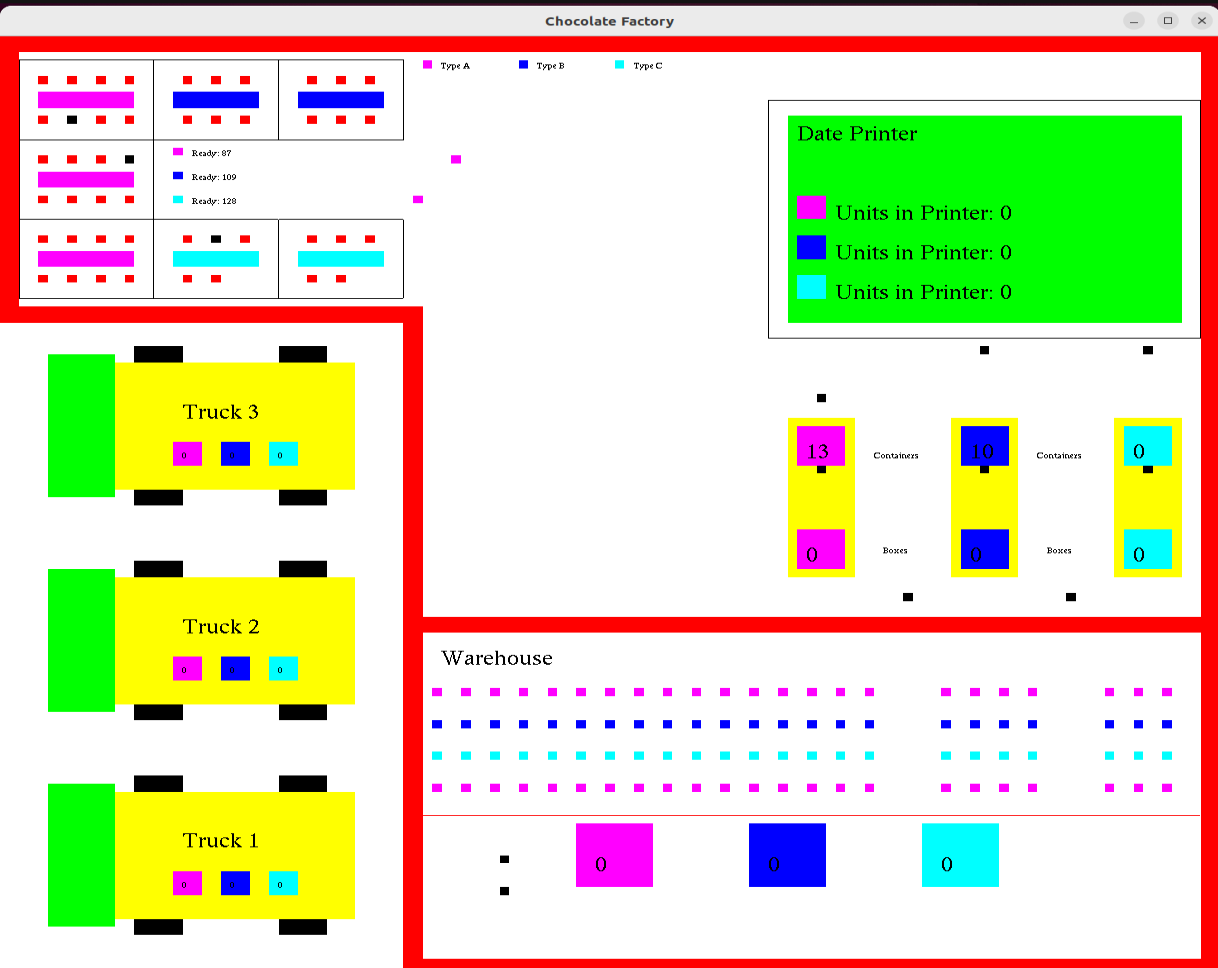 Chocolate Factory
Type A Type B Type C
Date Printer
Ready: 87
Ready: 109
Ready: 128
Units in Printer: 0
Units in Printer: 0
Units in Printer: 0
Truck 3
0 0 0
13 Containers 10 Containers 0
0 Boxes 0 Boxes 0
Truck 2
0 0 0
Warehouse
Truck 1
0 0 0
0 0 0